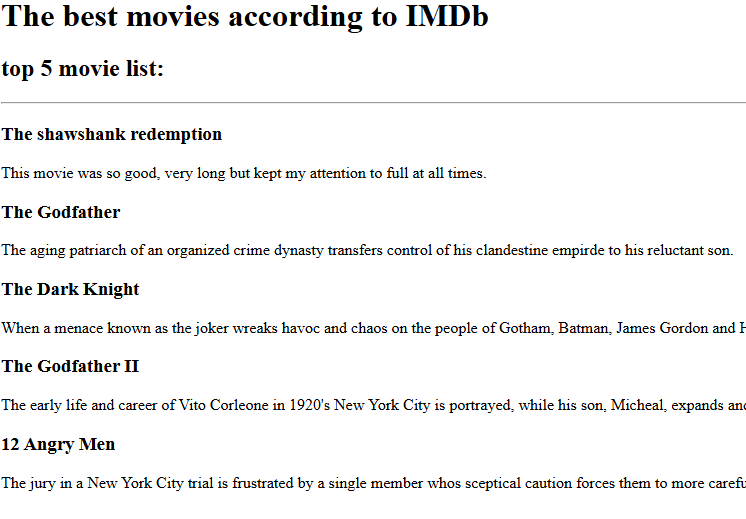 The best movies according to IMDb
top 5 movie list:
The shawshank redemption
This movie was so good, very long but kept my attention to full at all times.
The Godfather
The aging patriarch of an organized crime dynasty transfers control of his clandestine empirde to his reluctant son.
The Dark Knight
When a menace known as the joker wreaks havoc and chaos on the people of Gotham, Batman, James Gordon and
The Godfather II
The early life and career of Vito Corleone in 1920's New York City is portrayed, while his son, Micheal, expands
12 Angry Men
The jury in a New York City trial is frustrated by a single member whos sceptical caution forces them to more